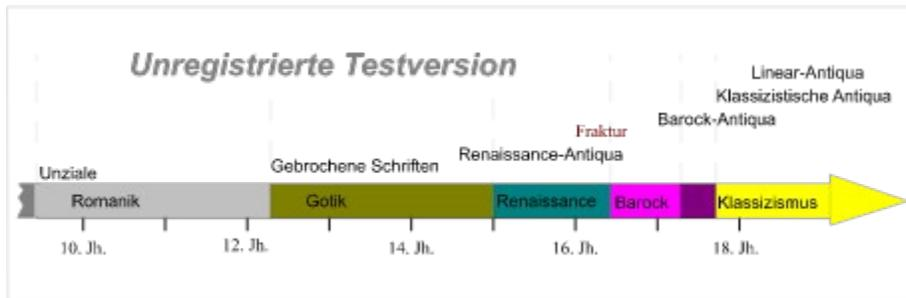 Unregistrierte Testversion
Linear-Antiqua
Klassizistische Antiqua
Barock-Antiqua
Fraktur
Renaissance-Antiqua
Gebrochene Schriften
Unziale
Romanik
Gotik
Renaissance
Barock
Klassizismus
10. Jh.
12. Jh.
14. Jh.
16. Jh.
18. Jh.